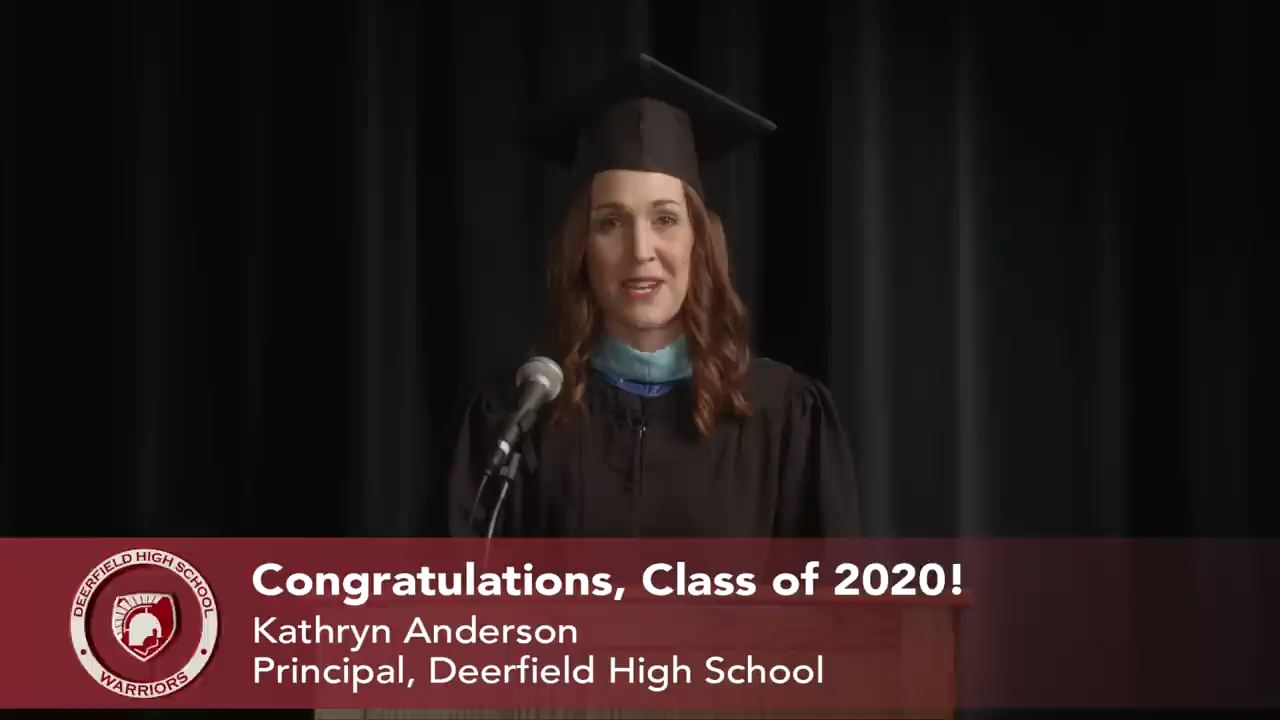 Congratulations, Class of 2020!
Kathryn Anderson
Principal, Deerfield High School
DEERFIELD HIGH SCHOOL
WARRIORS